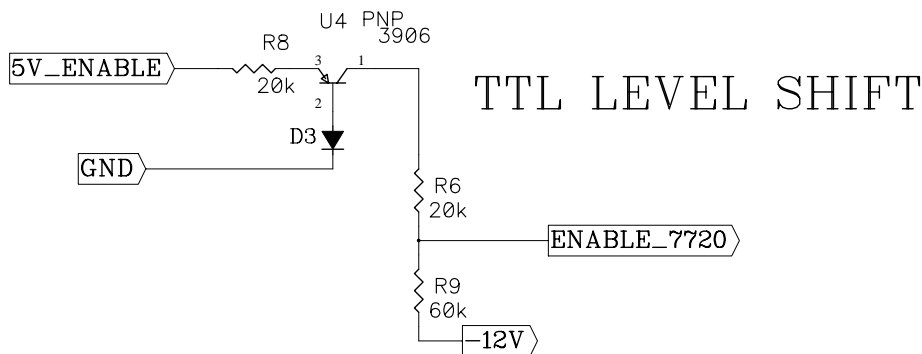 U4 PNP
3906
R8
20k
3
1
2
5V_ENABLE
TTL LEVEL SHIFT
D3
GND
R6
20k
ENABLE_7720
R9
60k
-12V